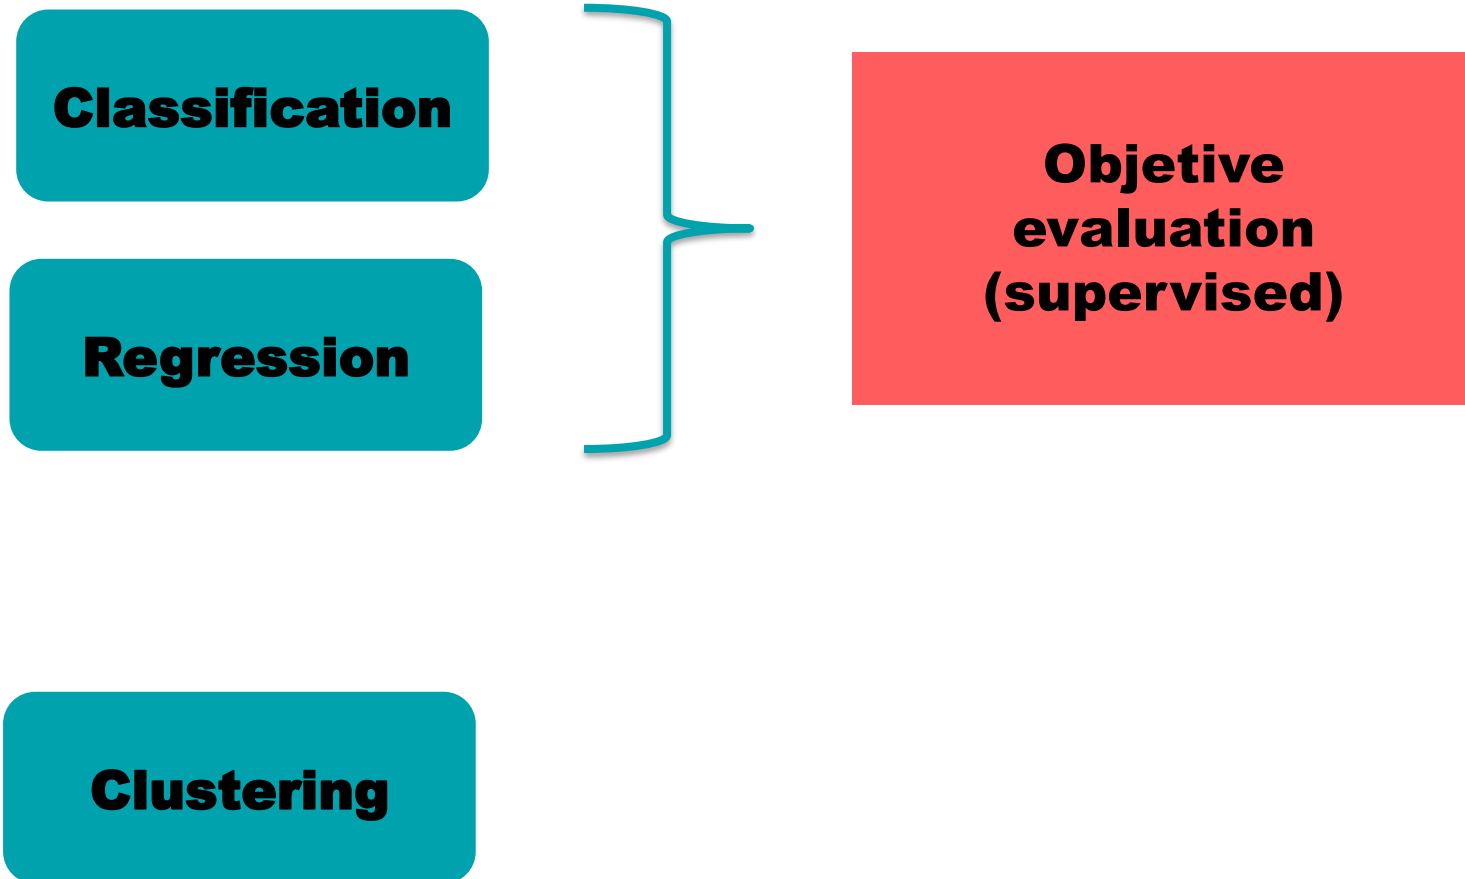 Classification
Regression
Objetive
evaluation
(supervised)
Clustering